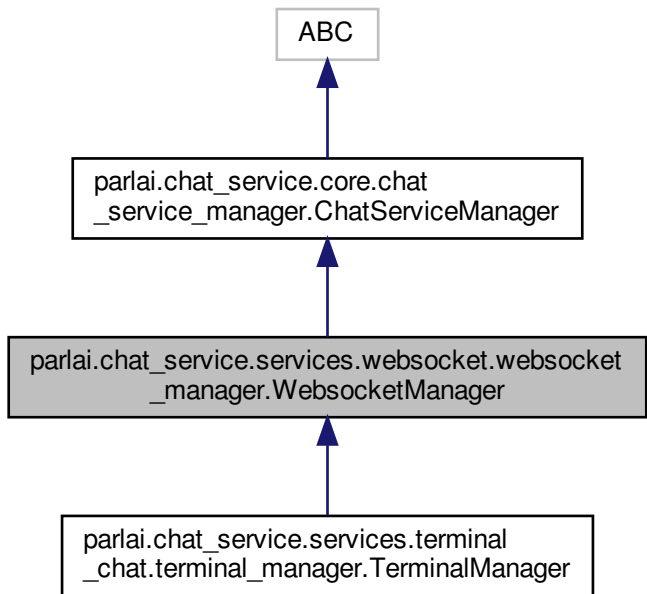 ABC
parlai.chat_service.core.chat
_service_manager.ChatServiceManager
parlai.chat_service.services.websocket.websocket
_manager.WebsocketManager
parlai.chat_service.services.terminal
_chat.terminal_manager.TerminalManager